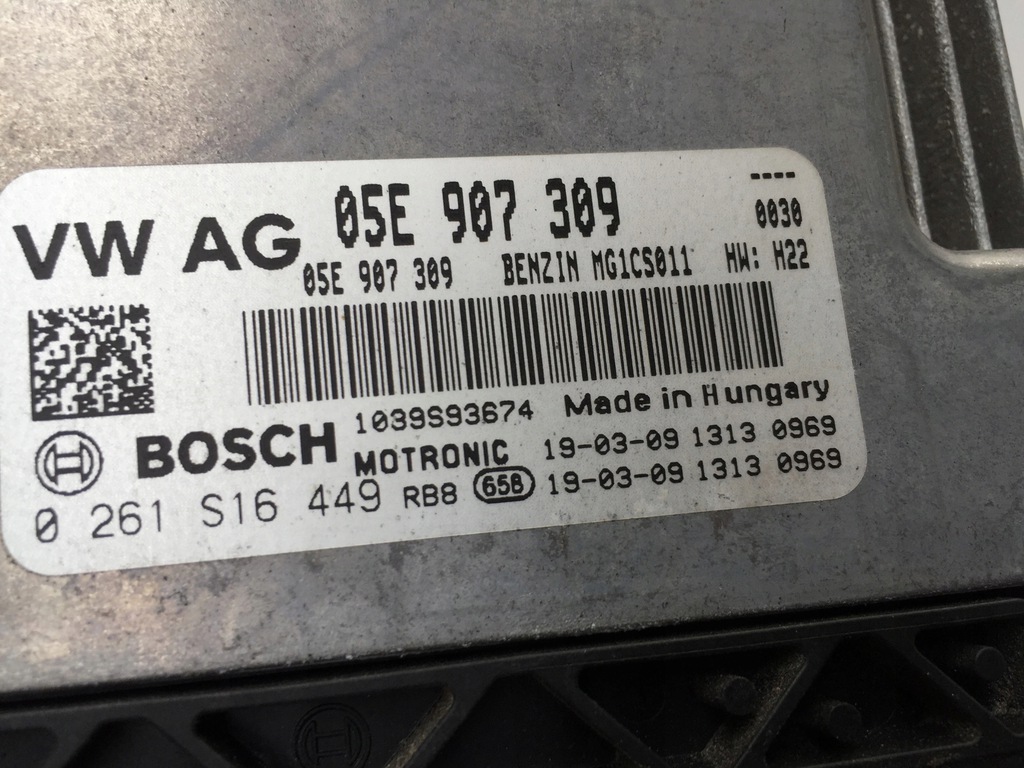 VW AG 05E 907 309 ----
0030
05E 907 309 BENZIN MG1CS011 HW: H22
1039S93674 Made in Hungary
BOSCH MOTRONIC 19-03-09 1313 0969
0 261 S16 449 RB8 658 19-03-09 1313 0969